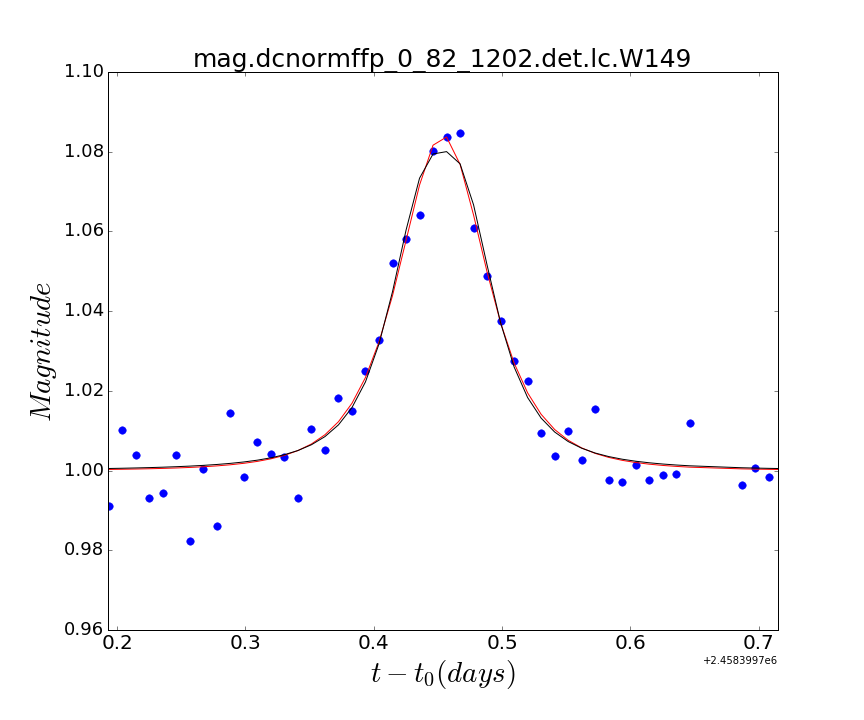 mag.dcnormffp_0_82_1202.det.lc.W149
1.10
1.08
1.06
1.04
1.02
1.00
0.98
0.96
Magnitude
0.2 0.3 0.4 0.5 0.6 0.7
+2.4583997e6
t − t₀(days)